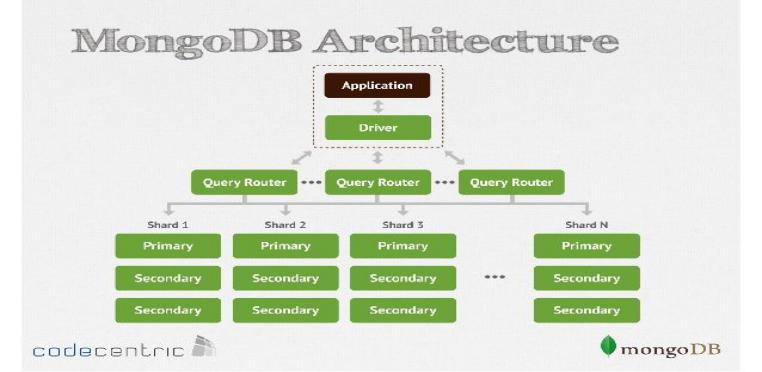 MongoDB Architecture
Application
Driver
Query Router ••• Query Router ••• Query Router
Shard 1 Shard 2 Shard 3 Shard N
Primary Primary Primary Primary
Secondary Secondary Secondary ••• Secondary
Secondary Secondary Secondary Secondary
codecentric mongoDB